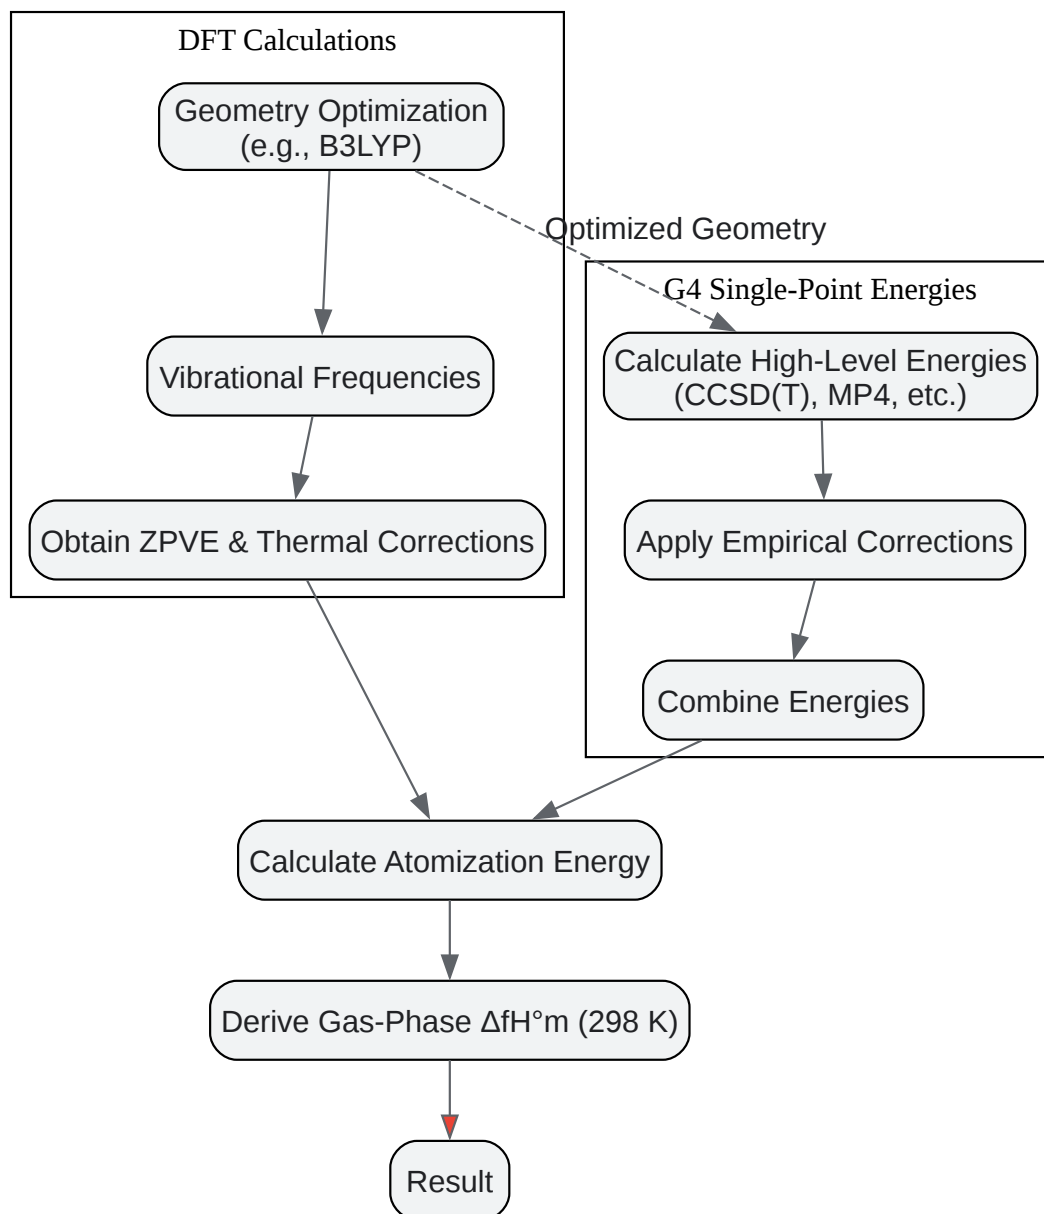 DFT Calculations
Geometry Optimization
(e.g., B3LYP)
Optimized Geometry
G4 Single-Point Energies
Vibrational Frequencies
Calculate High-Level Energies
(CCSD(T), MP4, etc.)
Obtain ZPVE & Thermal Corrections
Apply Empirical Corrections
Combine Energies
Calculate Atomization Energy
Derive Gas-Phase ΔfH°m (298 K)
Result